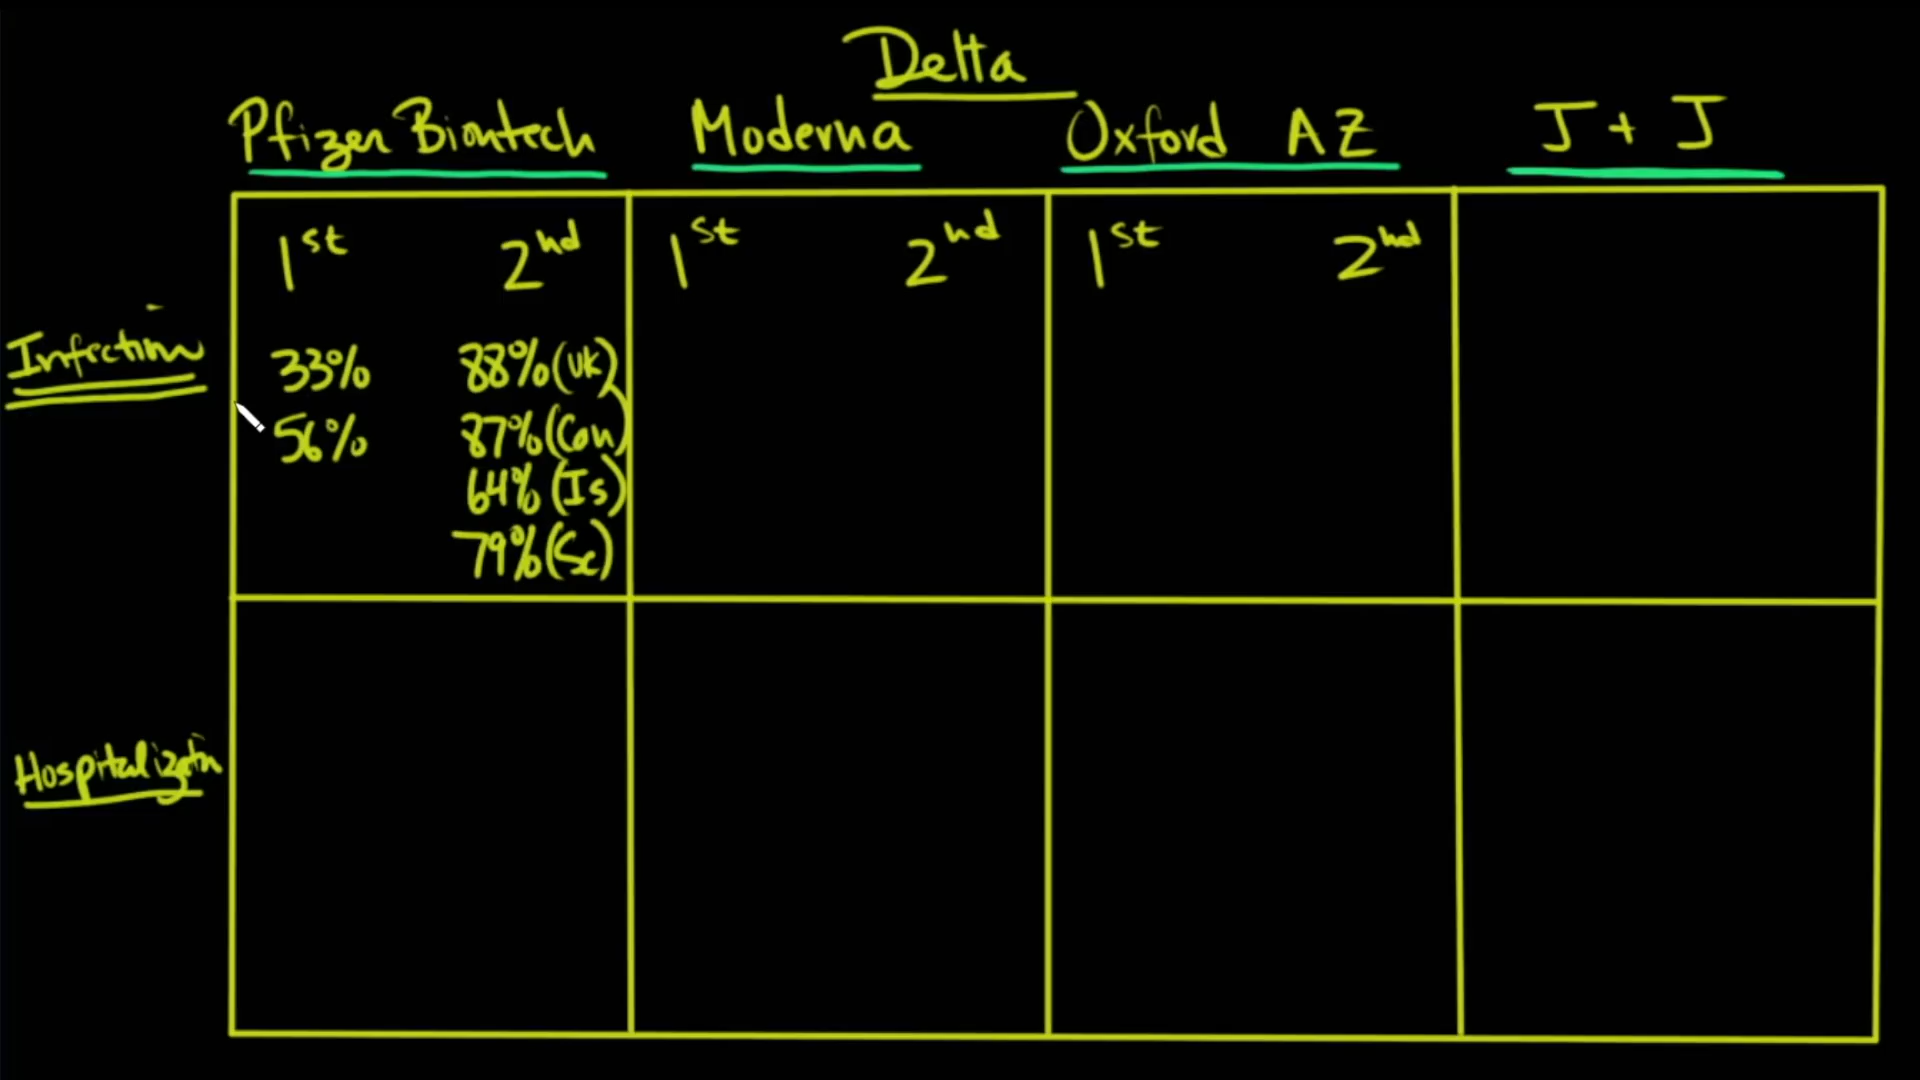 Delta
Pfizer Biontech Moderna Oxford AZ J + J
1st 2nd 1st 2nd 1st 2nd
Infection 33% 88% (UK)
56% 87% (Can)
64% (Is)
79% (Sc)
Hospitalization